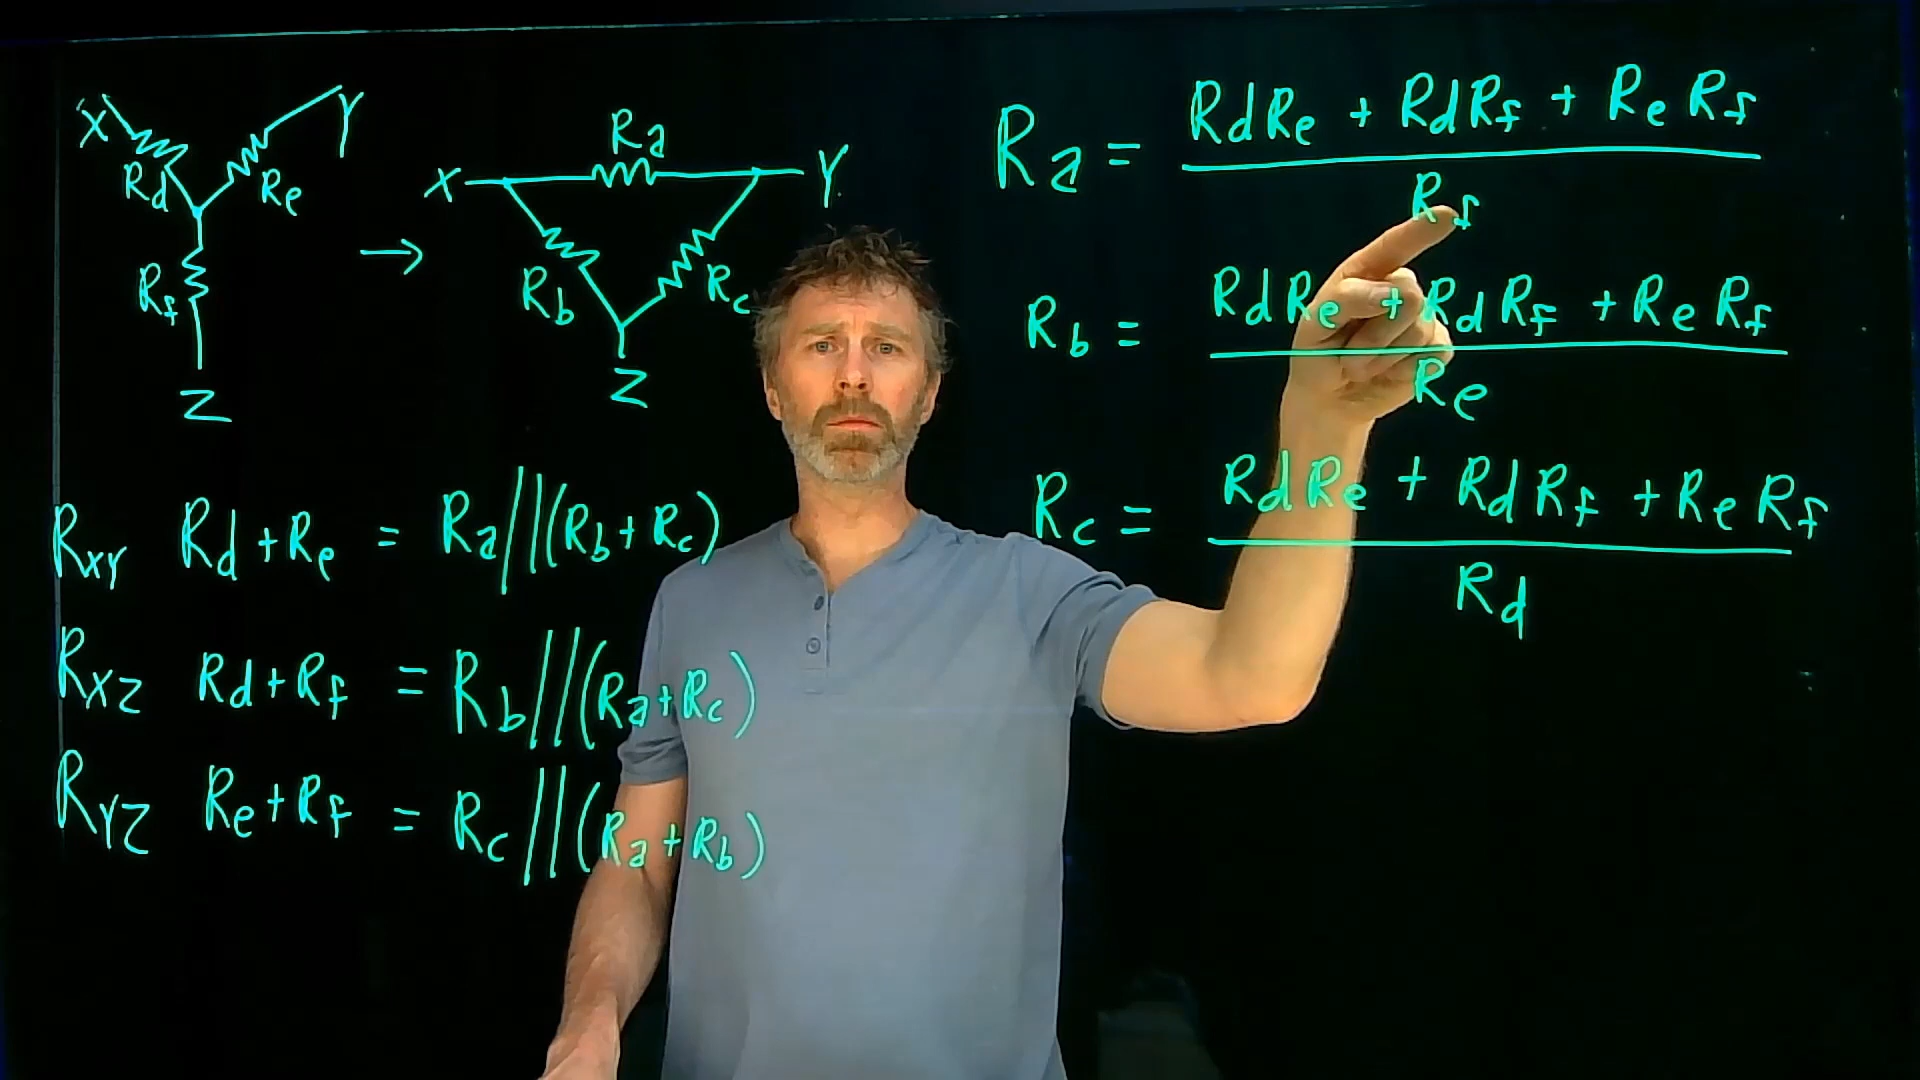 X Y
Rd Re
Rf
Z
→
Ra
X Y
Rb Rc
Z
Ra = RdRe + RdRf + ReRf
Rf
Rb = RdRe + RdRf + ReRf
Re
Rc = RdRe + RdRf + ReRf
Rd
RXY Rd+Re = Ra//(Rb+Rc)
RXZ Rd+Rf = Rb//(Ra+Rc)
RYZ Re+Rf = Rc//(Ra+Rb)